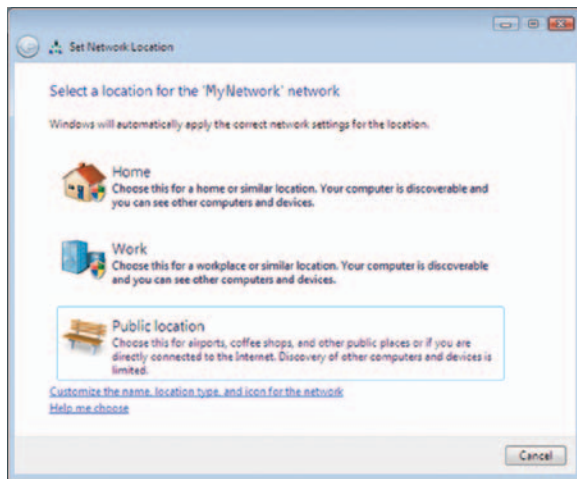 Set Network Location
Select a location for the 'MyNetwork' network
Windows will automatically apply the correct network settings for the location.
Home
Choose this for a home or similar location. Your computer is discoverable and
you can see other computers and devices.
Work
Choose this for a workplace or similar location. Your computer is discoverable
and you can see other computers and devices.
Public location
Choose this for airports, coffee shops, and other public places or if you are
directly connected to the Internet. Discovery of other computers and devices is
limited.
Customize the name, location type, and icon for the network
Help me choose
Cancel